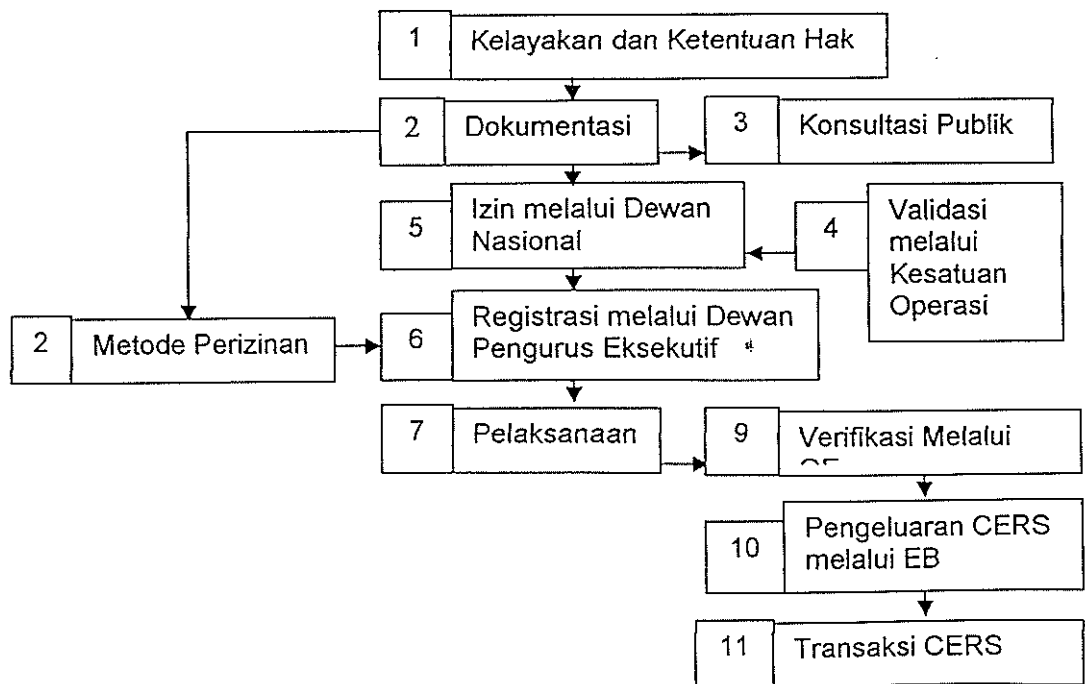 1 Kelayakan dan Ketentuan Hak
2 Dokumentasi
3 Konsultasi Publik
5 Izin melalui Dewan
Nasional
4 Validasi
melalui
Kesatuan
Operasi
2 Metode Perizinan
6 Registrasi melalui Dewan
Pengurus Eksekutif
7 Pelaksanaan
9 Verifikasi Melalui
10 Pengeluaran CERS
melalui EB
11 Transaksi CERS